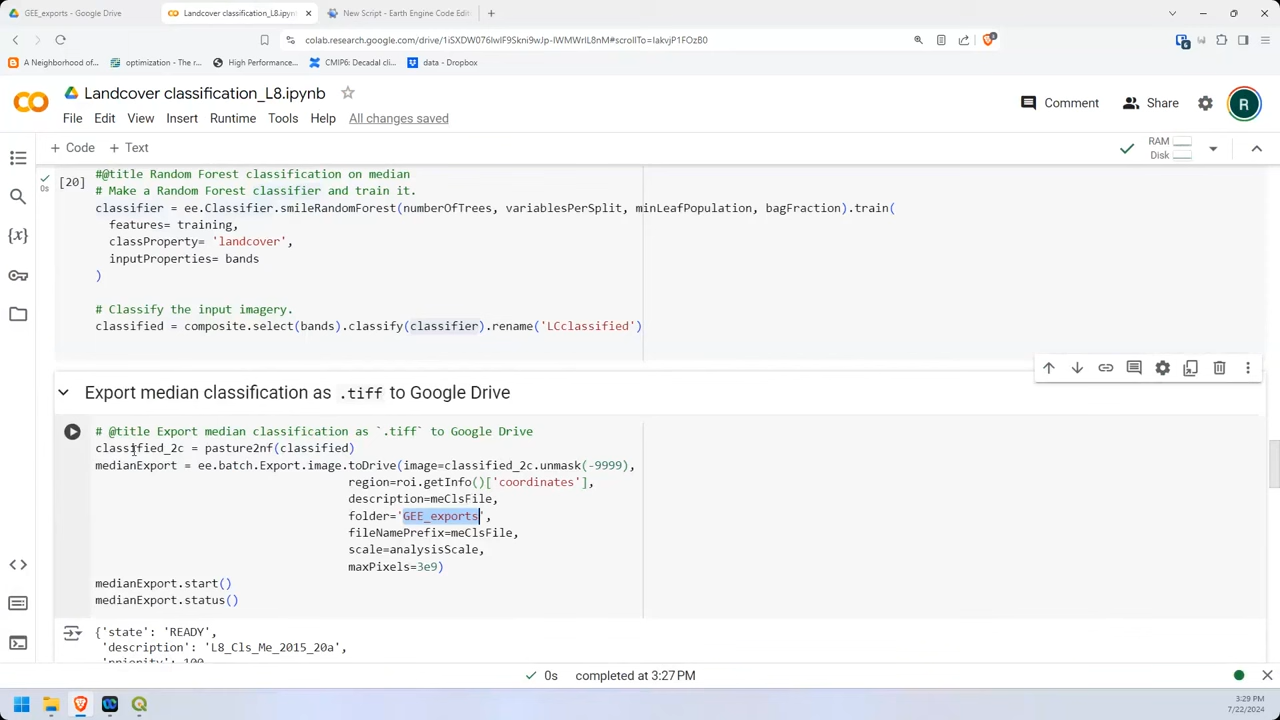 GEE_exports - Google Drive
Landcover classification_L8.ipynb
New Script - Earth Engine Code Edit
colab.research.google.com/drive/
A Neighborhood of...
optimization - The r...
High Performance...
CMIP6: Decadal cli...
data - Dropbox
Landcover classification_L8.ipynb
File Edit View Insert Runtime Tools Help All changes saved
Comment
Share
R
+ Code + Text
RAM
Disk
[20]
0s
#@title Random Forest classification on median
# Make a Random Forest classifier and train it.
classifier = ee.Classifier.smileRandomForest(numberOfTrees, variablesPerSplit, minLeafPopulation, bagFraction).train(
features= training,
classProperty= 'landcover',
inputProperties= bands
)
# Classify the input imagery.
classified = composite.select(bands).classify(classifier).rename('LCclassified')
Export median classification as .tiff to Google Drive
# @title Export median classification as `.tiff` to Google Drive
classified_2c = pasture2nf(classified)
medianExport = ee.batch.Export.image.toDrive(image=classified_2c.unmask(-9999),
region=roi.getInfo()['coordinates'],
description=meClsFile,
folder='GEE_exports',
fileNamePrefix=meClsFile,
scale=analysisScale,
maxPixels=3e9)
medianExport.start()
medianExport.status()
{'state': 'READY',
'description': 'L8_Cls_Me_2015_20a',
'priority': 100
0s completed at 3:27 PM
3:29 PM
7/22/2024